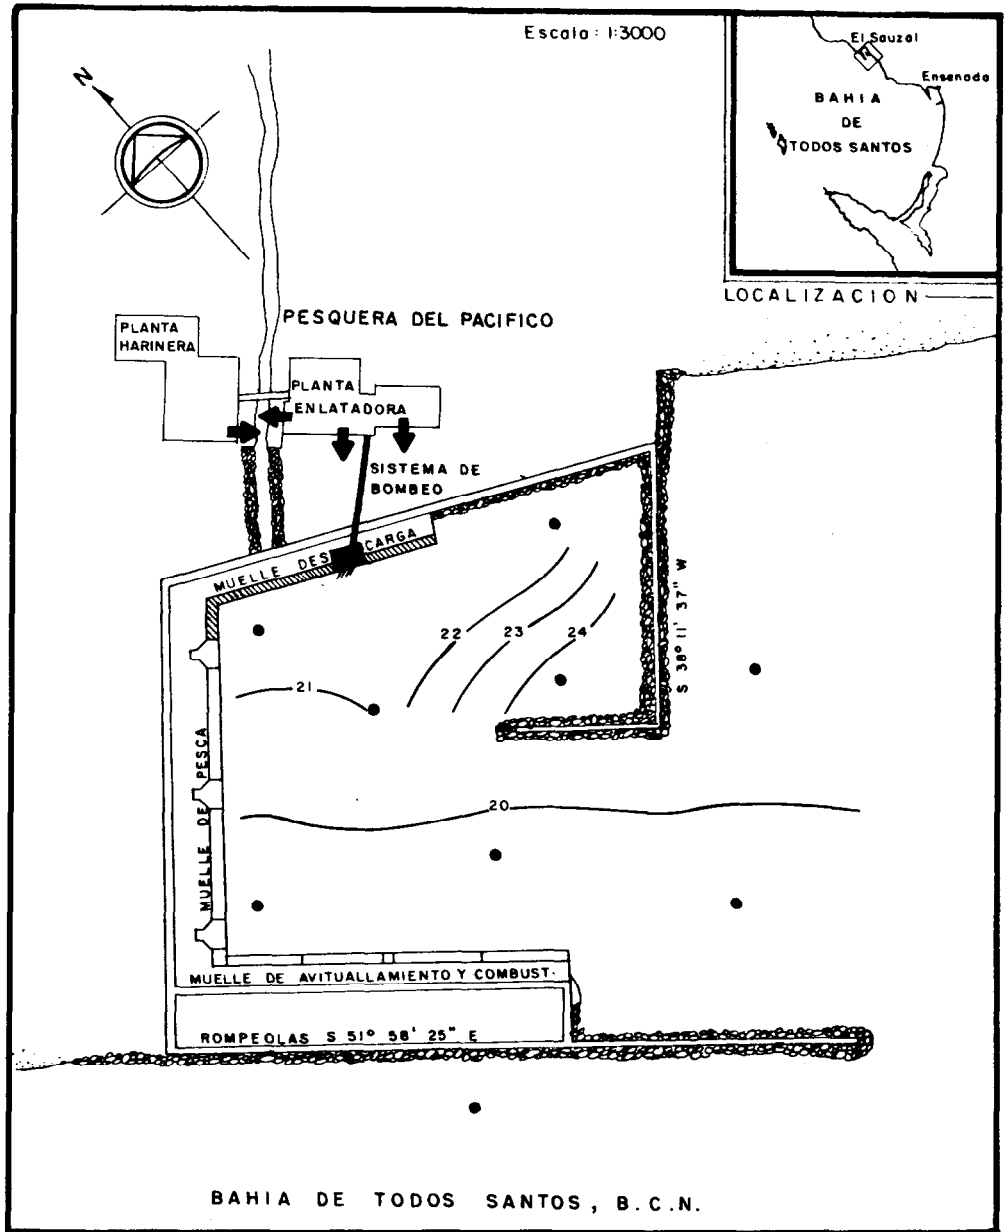 Escala : 1:3000
El Sauzal
Ensenada
BAHIA
DE
TODOS SANTOS
LOCALIZACION
N
PESQUERA DEL PACIFICO
PLANTA
HARINERA
PLANTA
ENLATADORA
SISTEMA DE
BOMBEO
MUELLE DESCARGA
22
23
24
21
S 38° 11' 37" W
MUELLE DE PESCA
20
MUELLE DE AVITUALLAMIENTO Y COMBUST.
ROMPEOLAS S 51° 58' 25" E
BAHIA DE TODOS SANTOS, B.C.N.